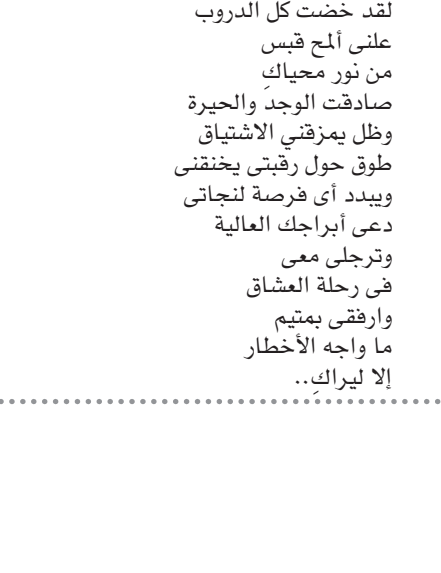 لقد خضت كل الدروب
علنى ألمح قبس
من نور محياكِ
صادقت الوجد والحيرة
وظل يمزقني الاشتياق
طوق حول رقبتى يخنقنى
ويبدد أى فرصة لنجاتى
دعى أبراجك العالية
وترجلى معى
فى رحلة العشاق
وارفقى بمتيم
ما واجه الأخطار
إلا ليراكِ..